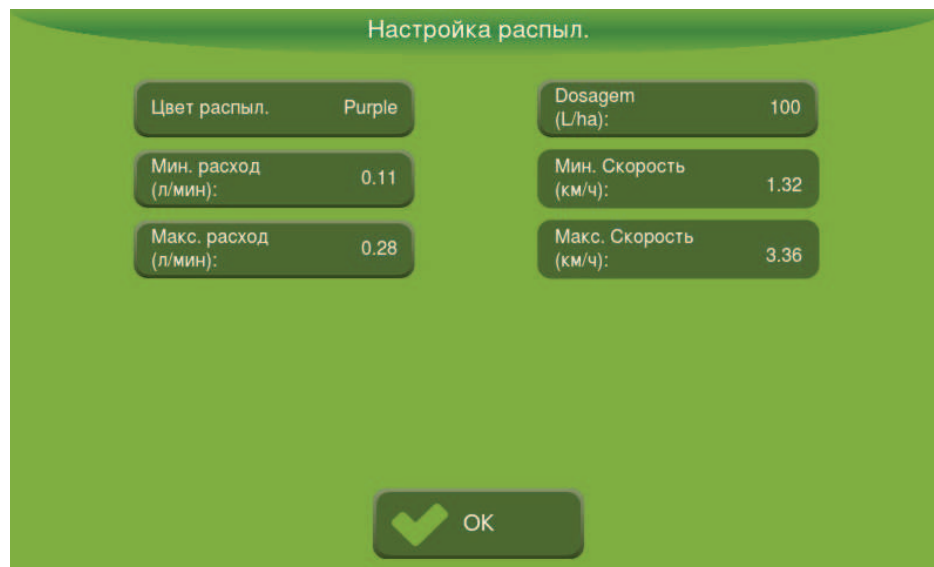 Настройка распыл.
Цвет распыл. Purple
Мин. расход
(л/мин): 0.11
Макс. расход
(л/мин): 0.28
Dosagem
(L/ha): 100
Мин. Скорость
(км/ч): 1.32
Макс. Скорость
(км/ч): 3.36
OK